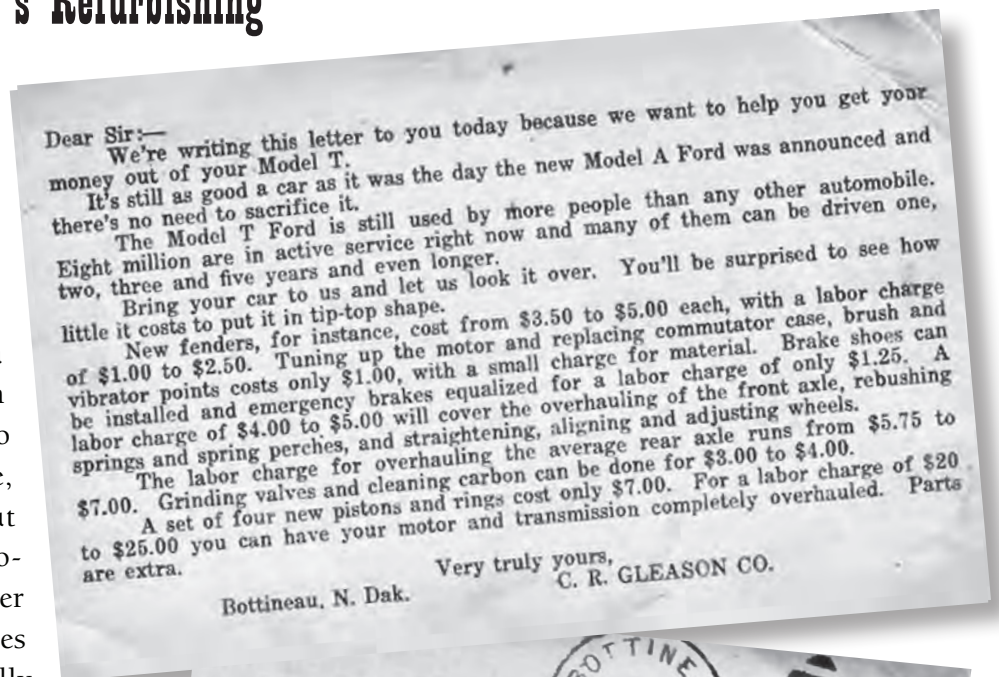 's Refurbishing
Dear Sir:—
We're writing this letter to you today because we want to help you get your
money out of your Model T.
It's still as good a car as it was the day the new Model A Ford was announced and
there's no need to sacrifice it.
The Model T Ford is still used by more people than any other automobile.
Eight million are in active service right now and many of them can be driven one,
two, three and five years and even longer.
Bring your car to us and let us look it over. You'll be surprised to see how
little it costs to put it in tip-top shape.
New fenders, for instance, cost from $3.50 to $5.00 each, with a labor charge
of $1.00 to $2.50. Tuning up the motor and replacing commutator case, brush and
vibrator points costs only $1.00, with a small charge for material. Brake shoes can
be installed and emergency brakes equalized for a labor charge of only $1.25. A
labor charge of $4.00 to $5.00 will cover the overhauling of the front axle, rebushing
springs and spring perches, and straightening, aligning and adjusting wheels.
The labor charge for overhauling the average rear axle runs from $5.75 to
$7.00. Grinding valves and cleaning carbon can be done for $3.00 to $4.00.
A set of four new pistons and rings cost only $7.00. For a labor charge of $20
to $25.00 you can have your motor and transmission completely overhauled. Parts
are extra.
Very truly yours,
C. R. GLEASON CO.
Bottineau, N. Dak.
BOTTINE